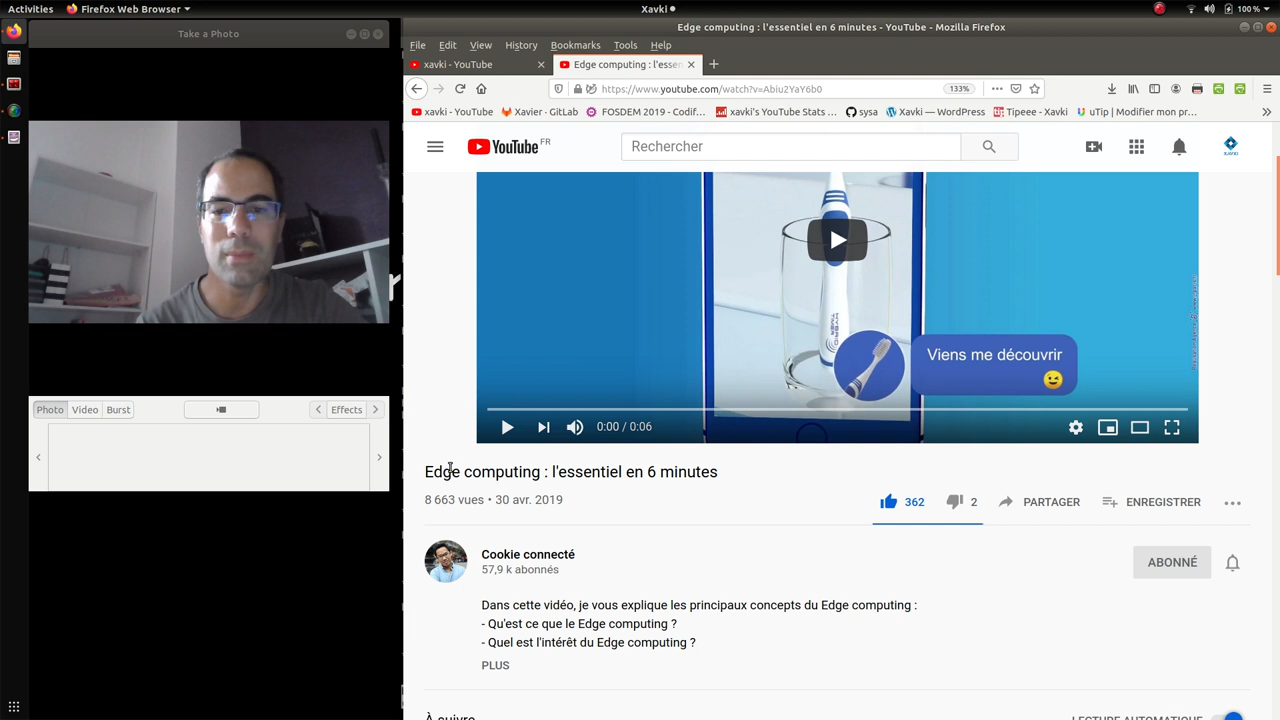 Activities Firefox Web Browser Xavki 100 %
Take a Photo
Edge computing : l'essentiel en 6 minutes - YouTube - Mozilla Firefox
File Edit View History Bookmarks Tools Help
xavki - YouTube Edge computing : l'essen
https://www.youtube.com/watch?v=Abiu2YaY6b0 133%
xavki - YouTube Xavier · GitLab FOSDEM 2019 - Codif... xavki's YouTube Stats ... sysa Xavki — WordPress Tipeee - Xavki uTip | Modifier mon pr...
YouTube FR Rechercher XAVKI
HYBRID
TIMER
Viens me découvrir
0:00 / 0:06
Photo Video Burst Effects
Edge computing : l'essentiel en 6 minutes
8 663 vues • 30 avr. 2019
362 2 PARTAGER ENREGISTRER
Cookie connecté
57,9 k abonnés
ABONNÉ
Dans cette vidéo, je vous explique les principaux concepts du Edge computing :
- Qu'est ce que le Edge computing ?
- Quel est l'intérêt du Edge computing ?
PLUS
À suivre LECTURE AUTOMATIQUE